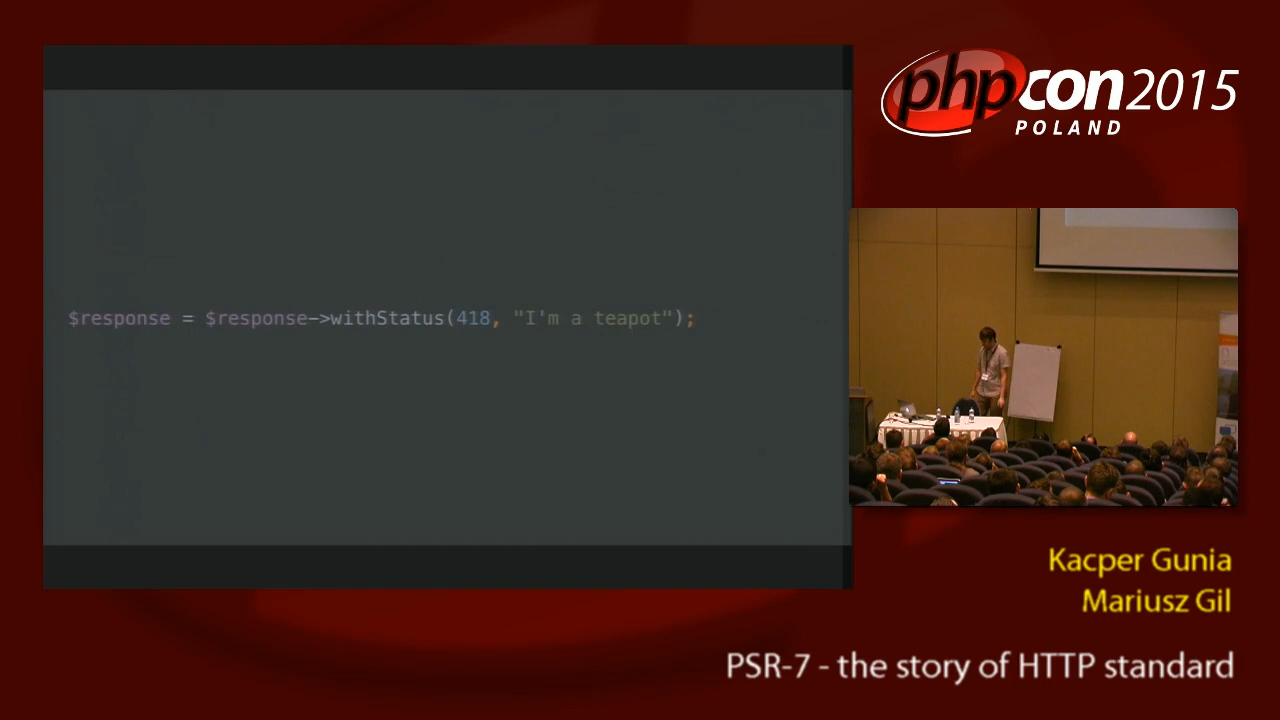 $response = $response->withStatus(418, "I'm a teapot");
phpcon2015
POLAND
Kacper Gunia
Mariusz Gil
PSR-7 - the story of HTTP standard